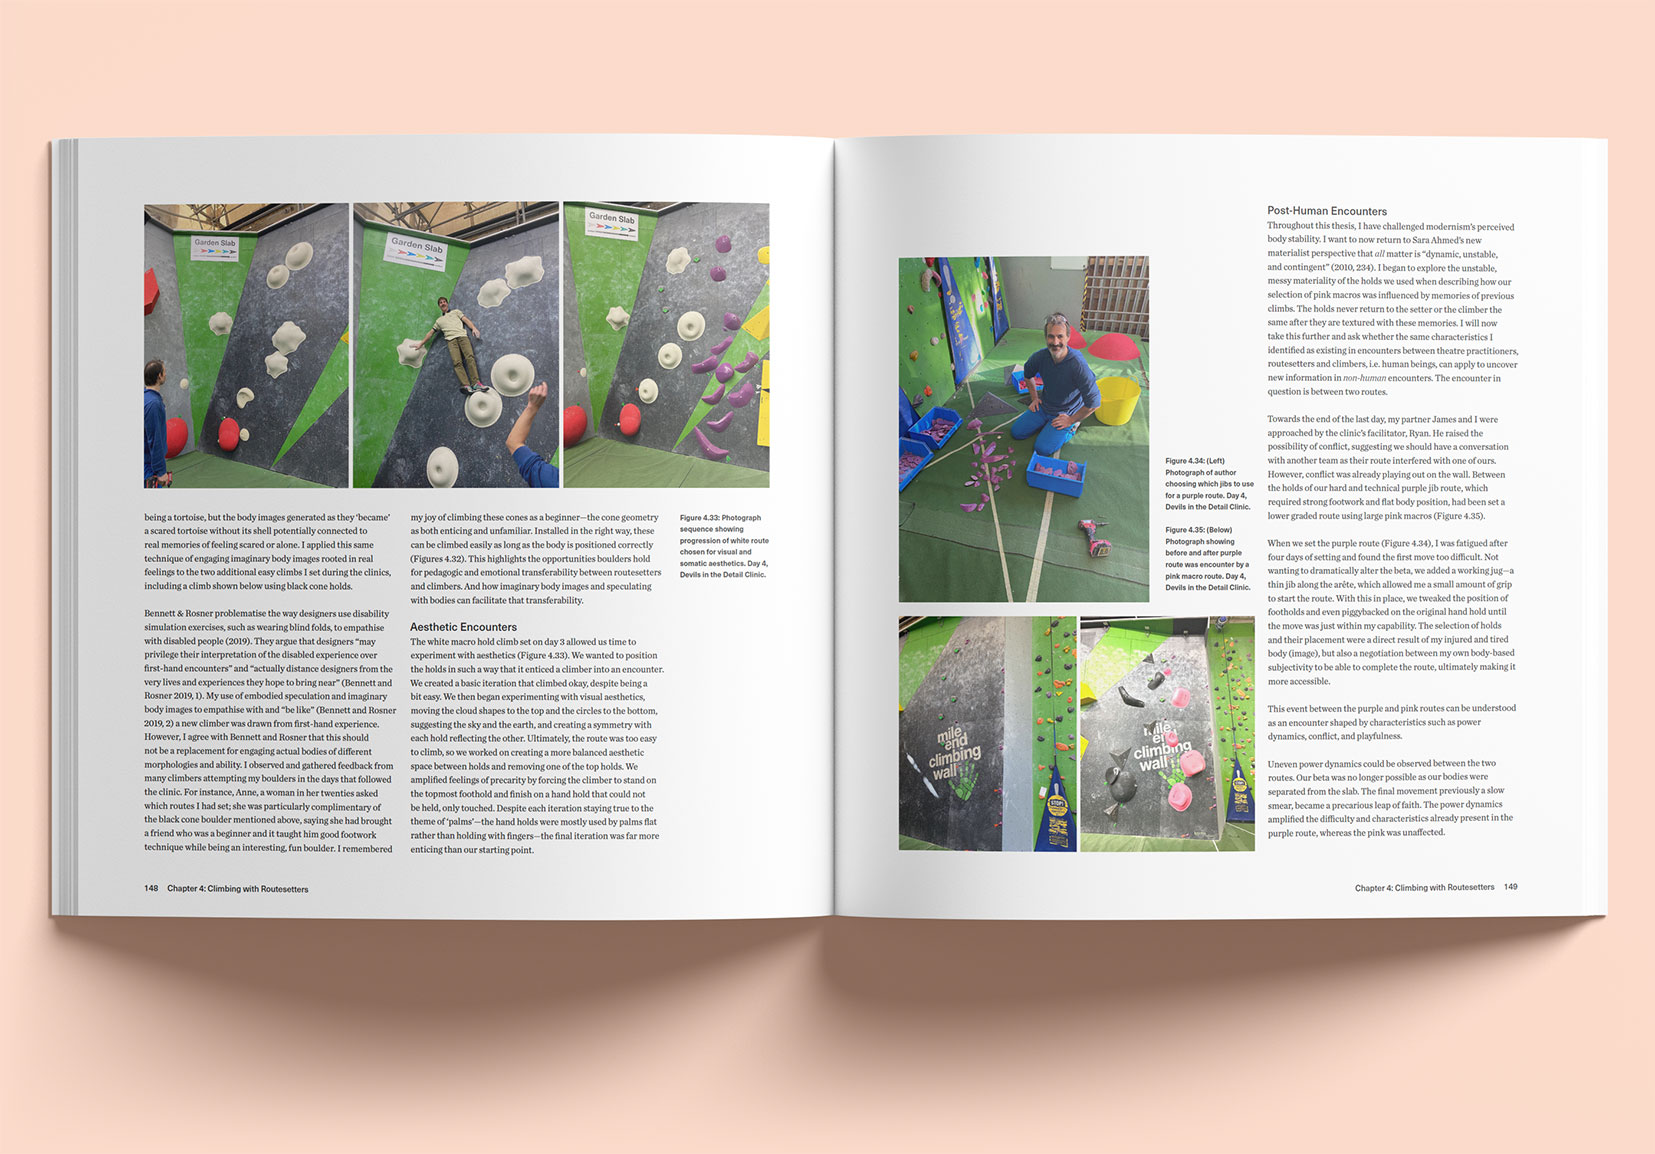 Garden Slab
Garden Slab
Garden Slab
being a tortoise, but the body images generated as they ‘became’
a scared tortoise without its shell potentially connected to
real memories of feeling scared or alone. I applied this same
technique of engaging imaginary body images rooted in real
feelings to the two additional easy climbs I set during the clinics,
including a climb shown below using black cone holds.
Bennett & Rosner problematise the way designers use disability
simulation exercises, such as wearing blind folds, to empathise
with disabled people (2019). They argue that designers “may
privilege their interpretation of the disabled experience over
first-hand encounters” and “actually distance designers from the
very lives and experiences they hope to bring near” (Bennett and
Rosner 2019, 1). My use of embodied speculation and imaginary
body images to empathise with and “be like” (Bennett and Rosner
2019, 2) a new climber was drawn from first-hand experience.
However, I agree with Bennett and Rosner that this should
not be a replacement for engaging actual bodies of different
morphologies and ability. I observed and gathered feedback from
many climbers attempting my boulders in the days that followed
the clinic. For instance, Anne, a woman in her twenties asked
which routes I had set; she was particularly complimentary of
the black cone boulder mentioned above, saying she had brought
a friend who was a beginner and it taught him good footwork
technique while being an interesting, fun boulder. I remembered
my joy of climbing these cones as a beginner—the cone geometry
as both enticing and unfamiliar. Installed in the right way, these
can be climbed easily as long as the body is positioned correctly
(Figures 4.32). This highlights the opportunities boulders hold
for pedagogic and emotional transferability between routesetters
and climbers. And how imaginary body images and speculating
with bodies can facilitate that transferability.
Aesthetic Encounters
The white macro hold climb set on day 3 allowed us time to
experiment with aesthetics (Figure 4.33). We wanted to position
the holds in such a way that it enticed a climber into an encounter.
We created a basic iteration that climbed okay, despite being a
bit easy. We then began experimenting with visual aesthetics,
moving the cloud shapes to the top and the circles to the bottom,
suggesting the sky and the earth, and creating a symmetry with
each hold reflecting the other. Ultimately, the route was too easy
to climb, so we worked on creating a more balanced aesthetic
space between holds and removing one of the top holds. We
amplified feelings of precarity by forcing the climber to stand on
the topmost foothold and finish on a hand hold that could not
be held, only touched. Despite each iteration staying true to the
theme of ‘palms’—the hand holds were mostly used by palms flat
rather than holding with fingers—the final iteration was far more
enticing than our starting point.
Figure 4.33: Photograph
sequence showing
progression of white route
chosen for visual and
somatic aesthetics. Day 4,
Devils in the Detail Clinic.
148 Chapter 4: Climbing with Routesetters
Figure 4.34: (Left)
Photograph of author
choosing which jibs to use
for a purple route. Day 4,
Devils in the Detail Clinic.
Figure 4.35: (Below)
Photograph showing
before and after purple
route was encounter by a
pink macro route. Day 4,
Devils in the Detail Clinic.
mile
end
climbing
wall
STOP!
mile
end
climbing
wall
STOP!
Post-Human Encounters
Throughout this thesis, I have challenged modernism’s perceived
body stability. I want to now return to Sara Ahmed’s new
materialist perspective that all matter is “dynamic, unstable,
and contingent” (2010, 234). I began to explore the unstable,
messy materiality of the holds we used when describing how our
selection of pink macros was influenced by memories of previous
climbs. The holds never return to the setter or the climber the
same after they are textured with these memories. I will now
take this further and ask whether the same characteristics I
identified as existing in encounters between theatre practitioners,
routesetters and climbers, i.e. human beings, can apply to uncover
new information in non-human encounters. The encounter in
question is between two routes.
Towards the end of the last day, my partner James and I were
approached by the clinic’s facilitator, Ryan. He raised the
possibility of conflict, suggesting we should have a conversation
with another team as their route interfered with one of ours.
However, conflict was already playing out on the wall. Between
the holds of our hard and technical purple jib route, which
required strong footwork and flat body position, had been set a
lower graded route using large pink macros (Figure 4.35).
When we set the purple route (Figure 4.34), I was fatigued after
four days of setting and found the first move too difficult. Not
wanting to dramatically alter the beta, we added a working jug—a
thin jib along the arête, which allowed me a small amount of grip
to start the route. With this in place, we tweaked the position of
footholds and even piggybacked on the original hand hold until
the move was just within my capability. The selection of holds
and their placement were a direct result of my injured and tired
body (image), but also a negotiation between my own body-based
subjectivity to be able to complete the route, ultimately making it
more accessible.
This event between the purple and pink routes can be understood
as an encounter shaped by characteristics such as power
dynamics, conflict, and playfulness.
Uneven power dynamics could be observed between the two
routes. Our beta was no longer possible as our bodies were
separated from the slab. The final movement previously a slow
smear, became a precarious leap of faith. The power dynamics
amplified the difficulty and characteristics already present in the
purple route, whereas the pink was unaffected.
Chapter 4: Climbing with Routesetters 149